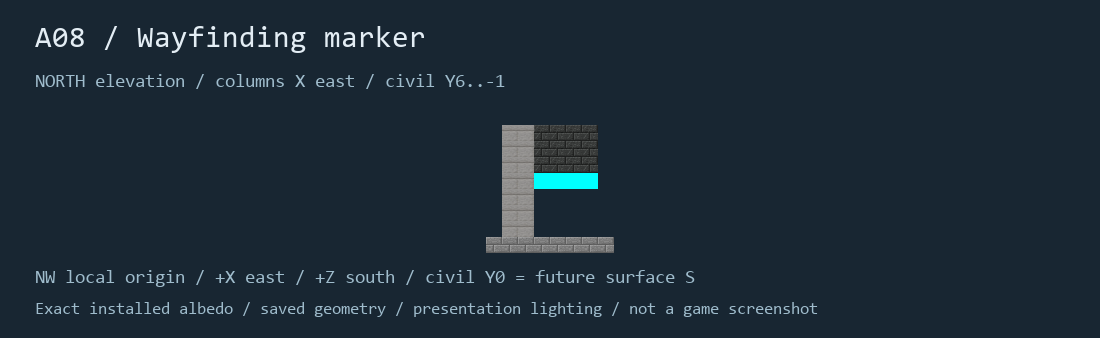 A08 / Wayfinding marker
NORTH elevation / columns X east / civil Y6..-1
NW local origin / +X east / +Z south / civil Y0 = future surface S
Exact installed albedo / saved geometry / presentation lighting / not a game screenshot